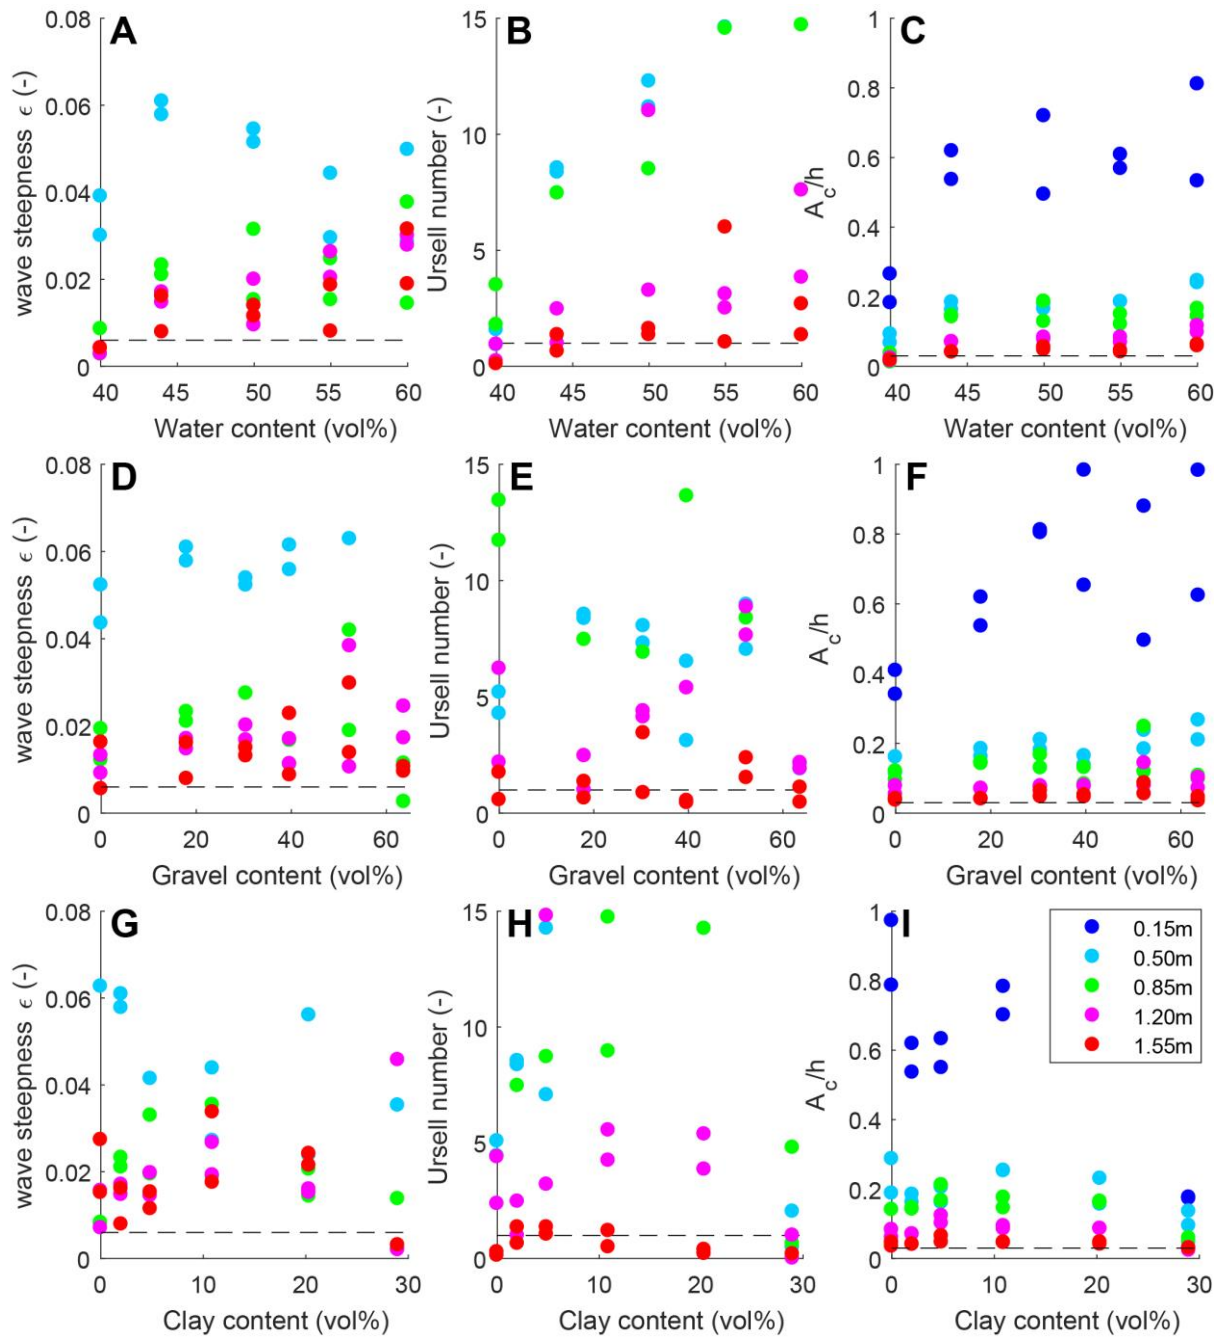 A
wave steepness ϵ (-)
0.08
0.06
0.04
0.02
0
40 45 50 55 60
Water content (vol%)
B
Ursell number (-)
15
10
5
0
40 45 50 55 60
Water content (vol%)
C
A_c/h
1
0.8
0.6
0.4
0.2
0
40 45 50 55 60
Water content (vol%)
D
wave steepness ϵ (-)
0.08
0.06
0.04
0.02
0
0 20 40 60
Gravel content (vol%)
E
Ursell number (-)
15
10
5
0
0 20 40 60
Gravel content (vol%)
F
A_c/h
1
0.8
0.6
0.4
0.2
0
0 20 40 60
Gravel content (vol%)
G
wave steepness ϵ (-)
0.08
0.06
0.04
0.02
0
0 10 20 30
Clay content (vol%)
H
Ursell number (-)
15
10
5
0
0 10 20 30
Clay content (vol%)
I
A_c/h
1
0.8
0.6
0.4
0.2
0
0 10 20 30
Clay content (vol%)
0.15m
0.50m
0.85m
1.20m
1.55m